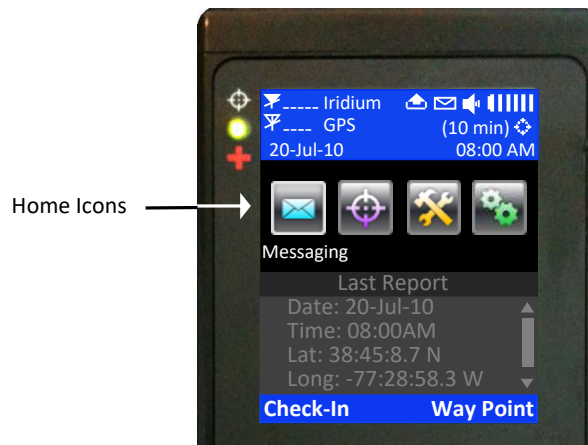 Iridium
GPS (10 min)
20-Jul-10 08:00 AM
Home Icons
Messaging
Last Report
Date: 20-Jul-10
Time: 08:00AM
Lat: 38:45:8.7 N
Long: -77:28:58.3 W
Check-In Way Point